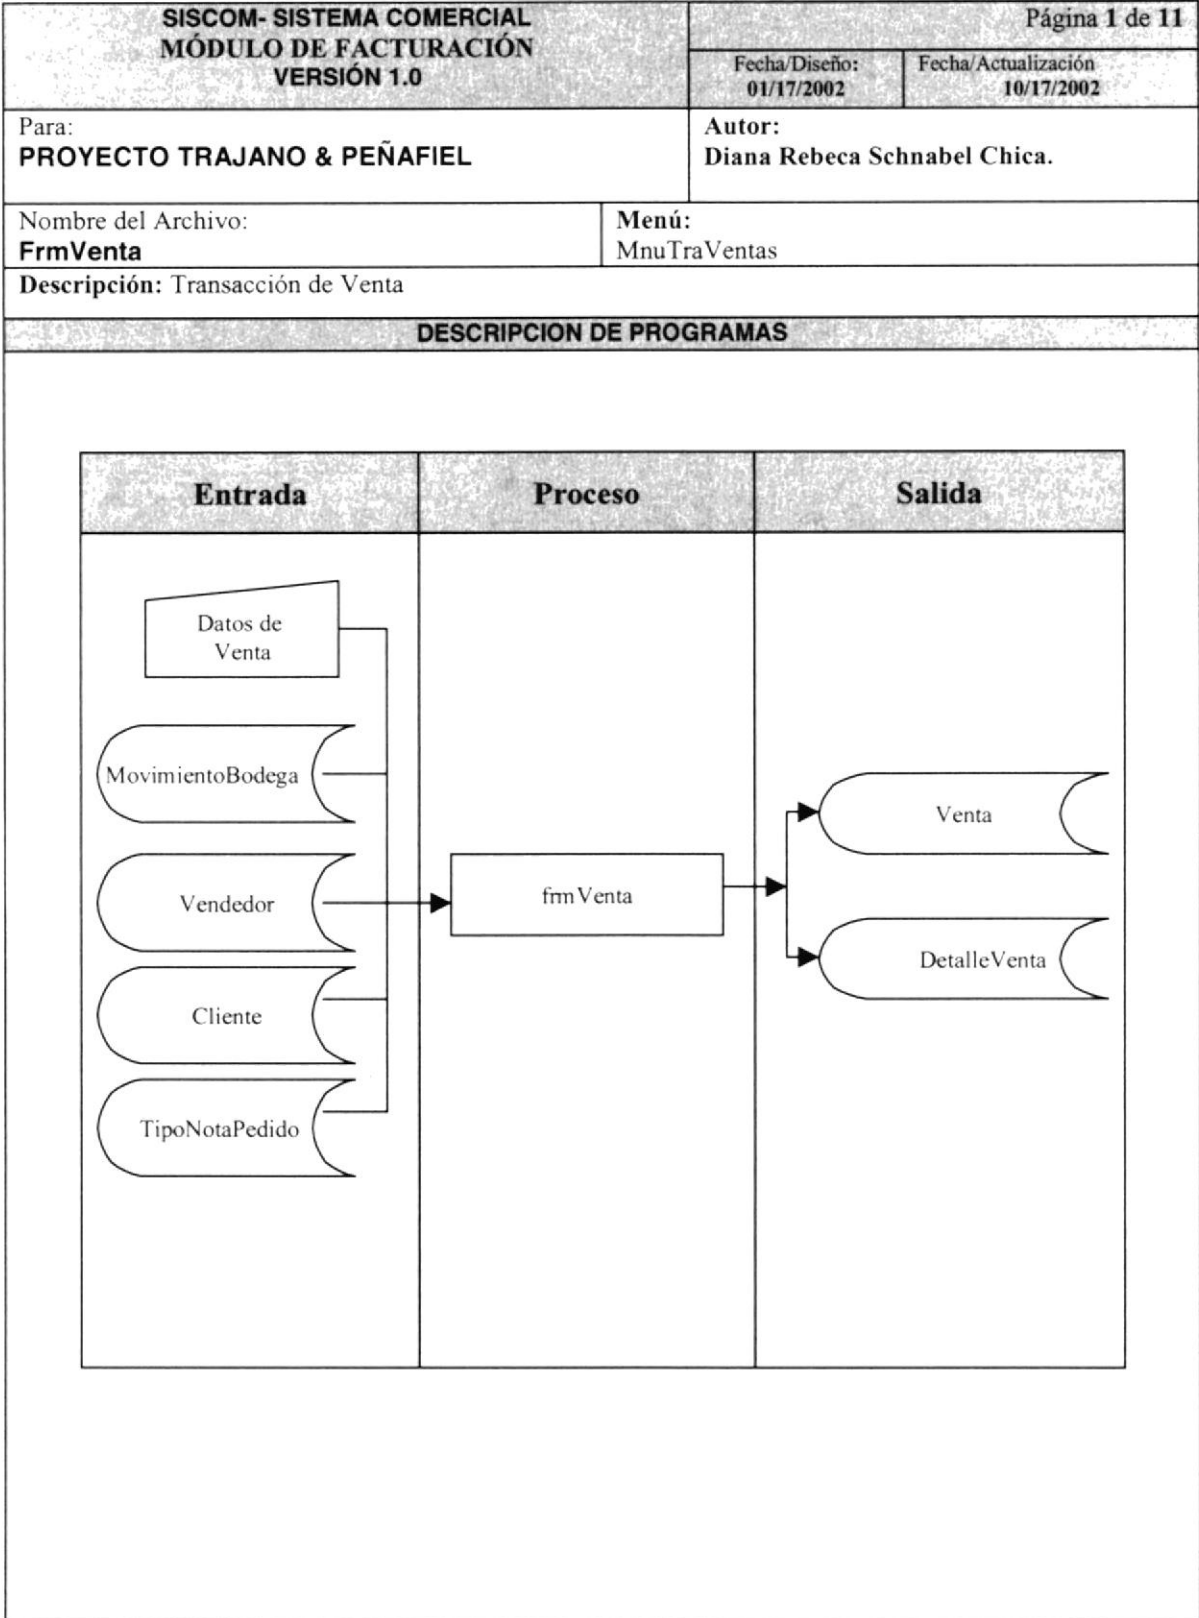 SISCOM- SISTEMA COMERCIAL
MÓDULO DE FACTURACIÓN
VERSIÓN 1.0
Página 1 de 11
Fecha/Diseño:
01/17/2002
Fecha/Actualización
10/17/2002
Para:
PROYECTO TRAJANO & PEÑAFIEL
Autor:
Diana Rebeca Schnabel Chica.
Nombre del Archivo:
FrmVenta
Menú:
MnuTraVentas
Descripción: Transacción de Venta
DESCRIPCION DE PROGRAMAS
Entrada
Proceso
Salida
Datos de
Venta
MovimientoBodega
Vendedor
Cliente
TipoNotaPedido
frmVenta
Venta
DetalleVenta